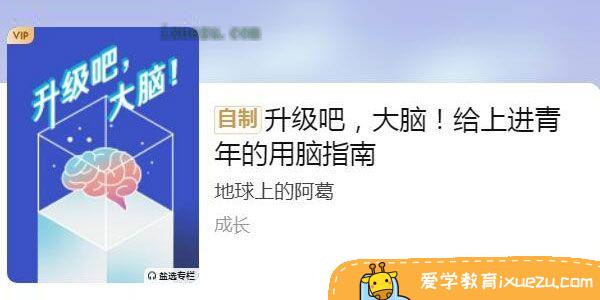 VIP
升级吧，
大脑！
盐选专栏
自制 升级吧，大脑！给上进青
年的用脑指南
地球上的阿葛
成长
爱学教育ixuezu.com